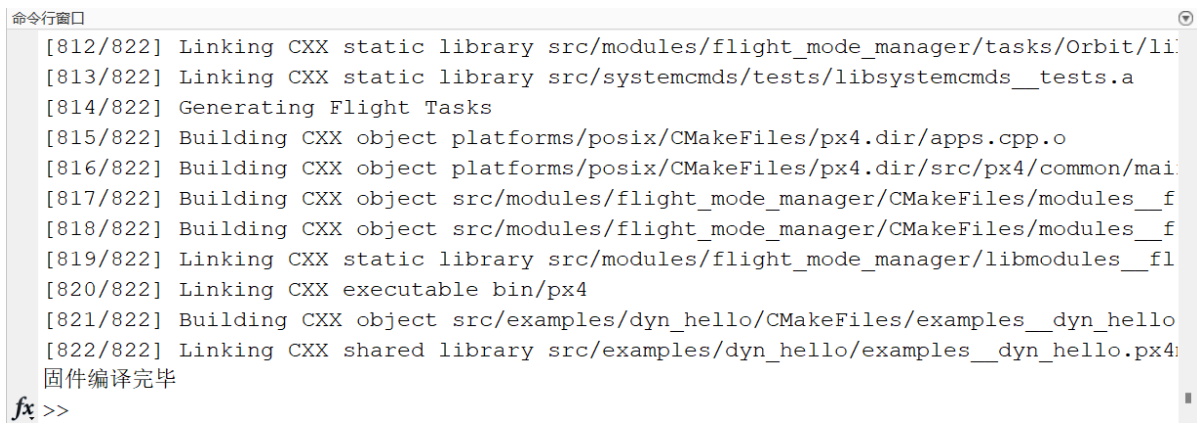 命令行窗口
[812/822] Linking CXX static library src/modules/flight_mode_manager/tasks/Orbit/li
[813/822] Linking CXX static library src/systemcmds/tests/libsystemcmds__tests.a
[814/822] Generating Flight Tasks
[815/822] Building CXX object platforms/posix/CMakeFiles/px4.dir/apps.cpp.o
[816/822] Building CXX object platforms/posix/CMakeFiles/px4.dir/src/px4/common/mai
[817/822] Building CXX object src/modules/flight_mode_manager/CMakeFiles/modules__f
[818/822] Building CXX object src/modules/flight_mode_manager/CMakeFiles/modules__f
[819/822] Linking CXX static library src/modules/flight_mode_manager/libmodules__fl
[820/822] Linking CXX executable bin/px4
[821/822] Building CXX object src/examples/dyn_hello/CMakeFiles/examples__dyn_hello
[822/822] Linking CXX shared library src/examples/dyn_hello/examples__dyn_hello.px4
固件编译完毕
fx >>